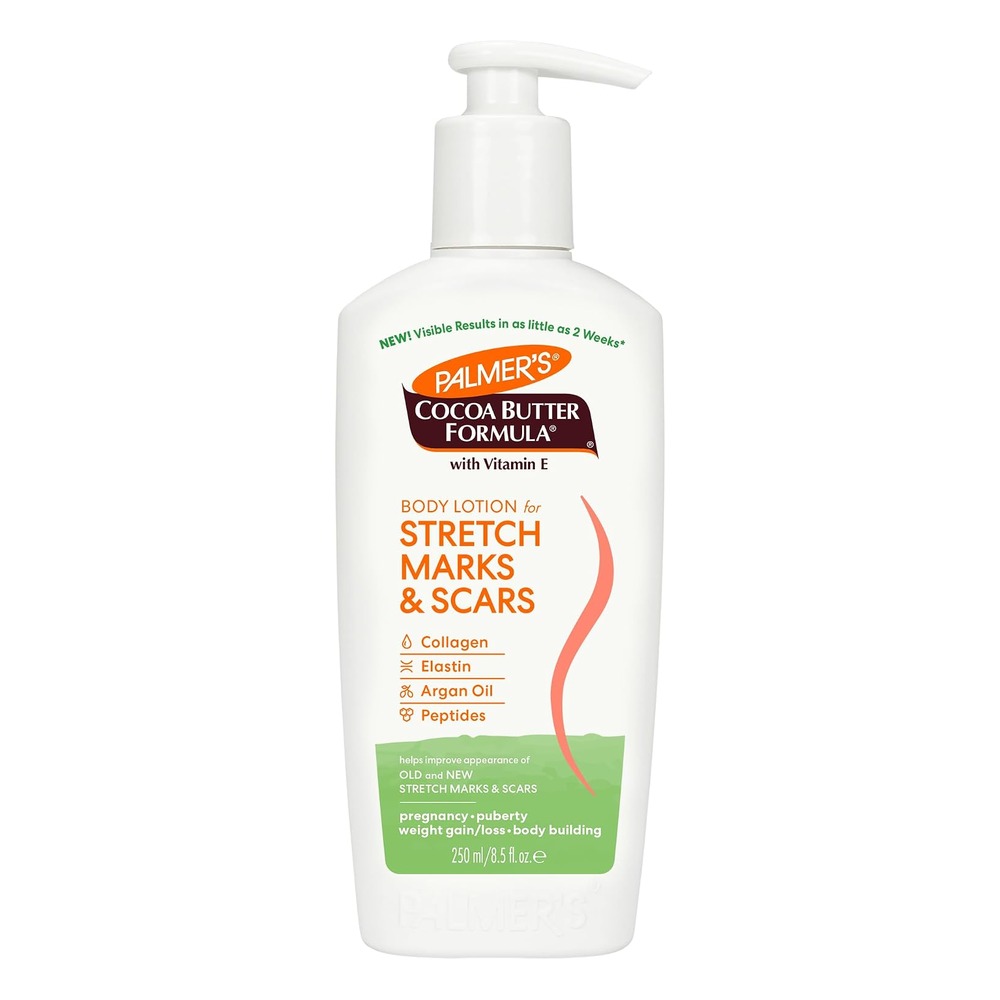 NEW! Visible Results in as little as 2 Weeks*
PALMER'S®
COCOA BUTTER
FORMULA®
®
with Vitamin E
BODY LOTION for
STRETCH
MARKS
& SCARS
Collagen
Elastin
Argan Oil
Peptides
helps improve appearance of
OLD and NEW
STRETCH MARKS & SCARS
pregnancy • puberty
weight gain/loss • body building
250 ml/8.5 fl. oz. ℮
PALMER'S